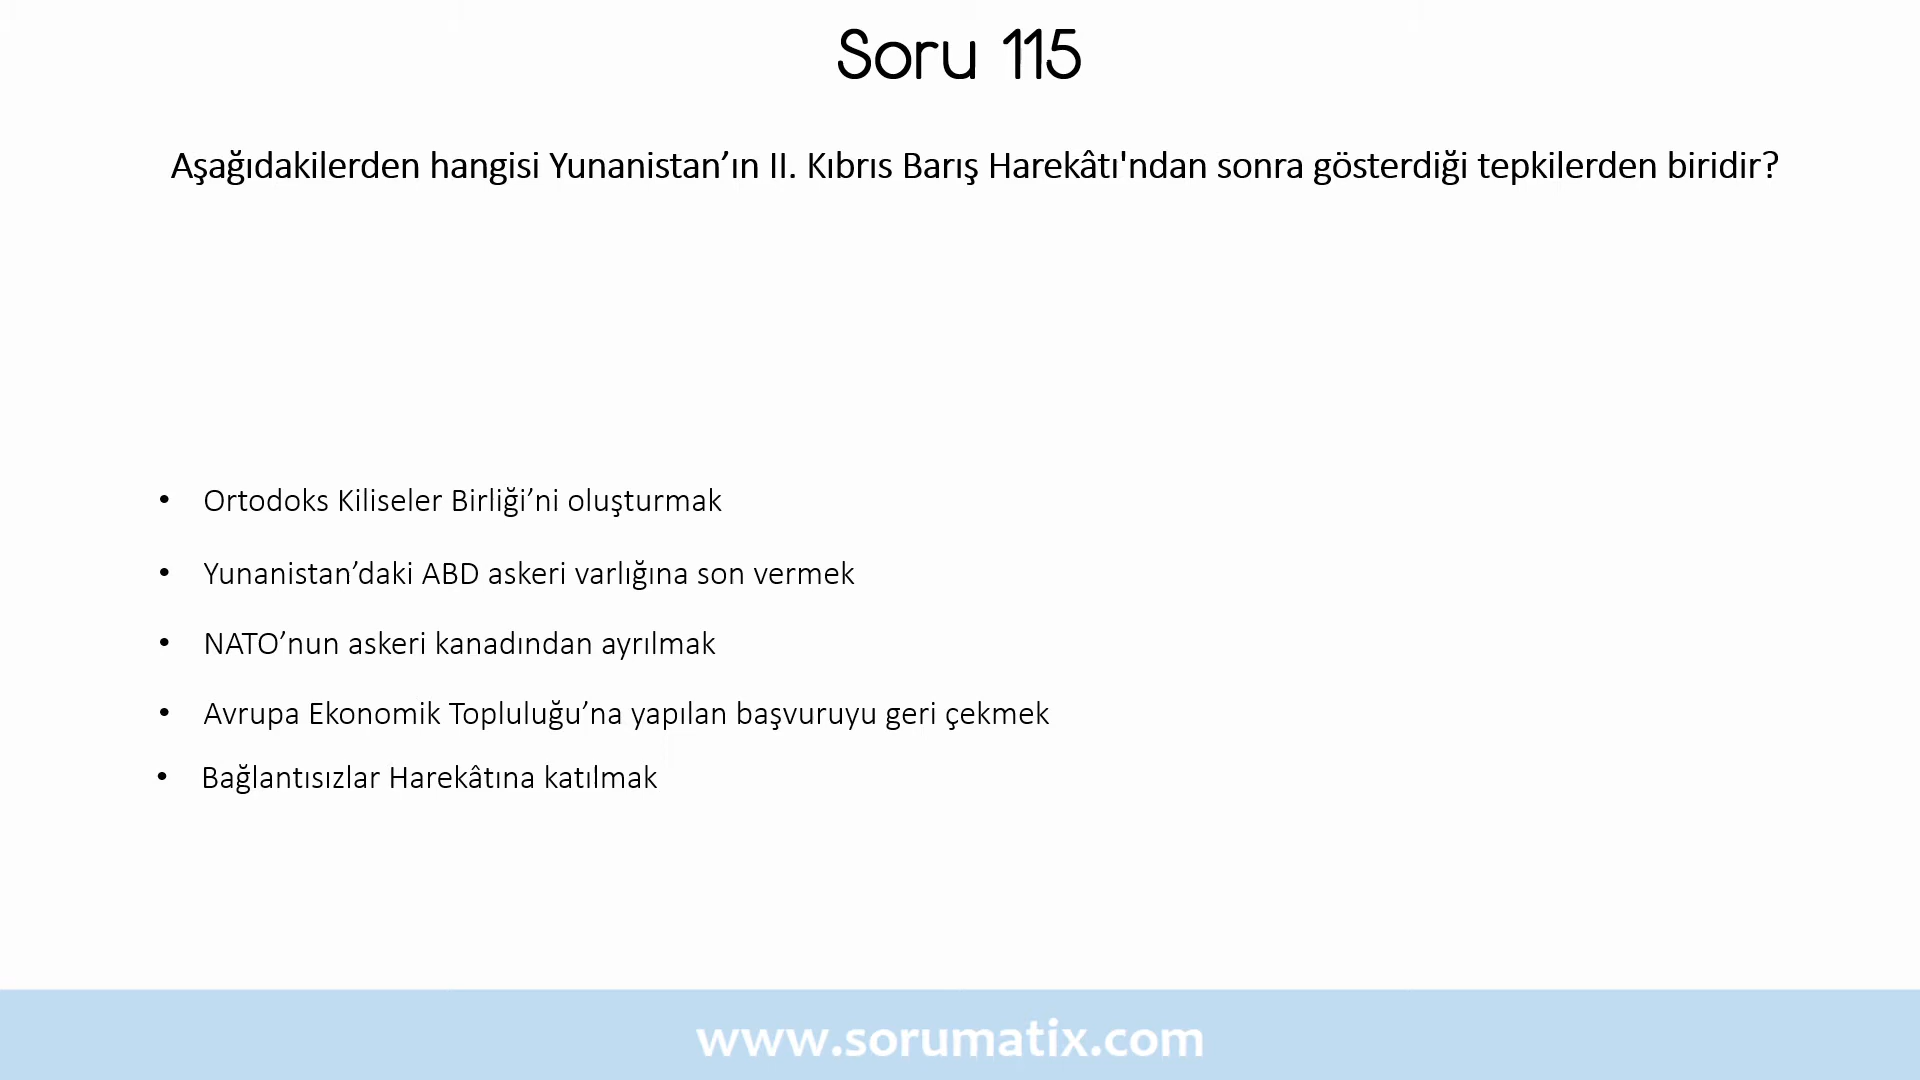 Soru 115
Aşağıdakilerden hangisi Yunanistan’ın II. Kıbrıs Barış Harekâtı'ndan sonra gösterdiği tepkilerden biridir?
• Ortodoks Kiliseler Birliği’ni oluşturmak
• Yunanistan’daki ABD askeri varlığına son vermek
• NATO’nun askeri kanadından ayrılmak
• Avrupa Ekonomik Topluluğu’na yapılan başvuruyu geri çekmek
• Bağlantısızlar Harekâtına katılmak
www.sorumatix.com